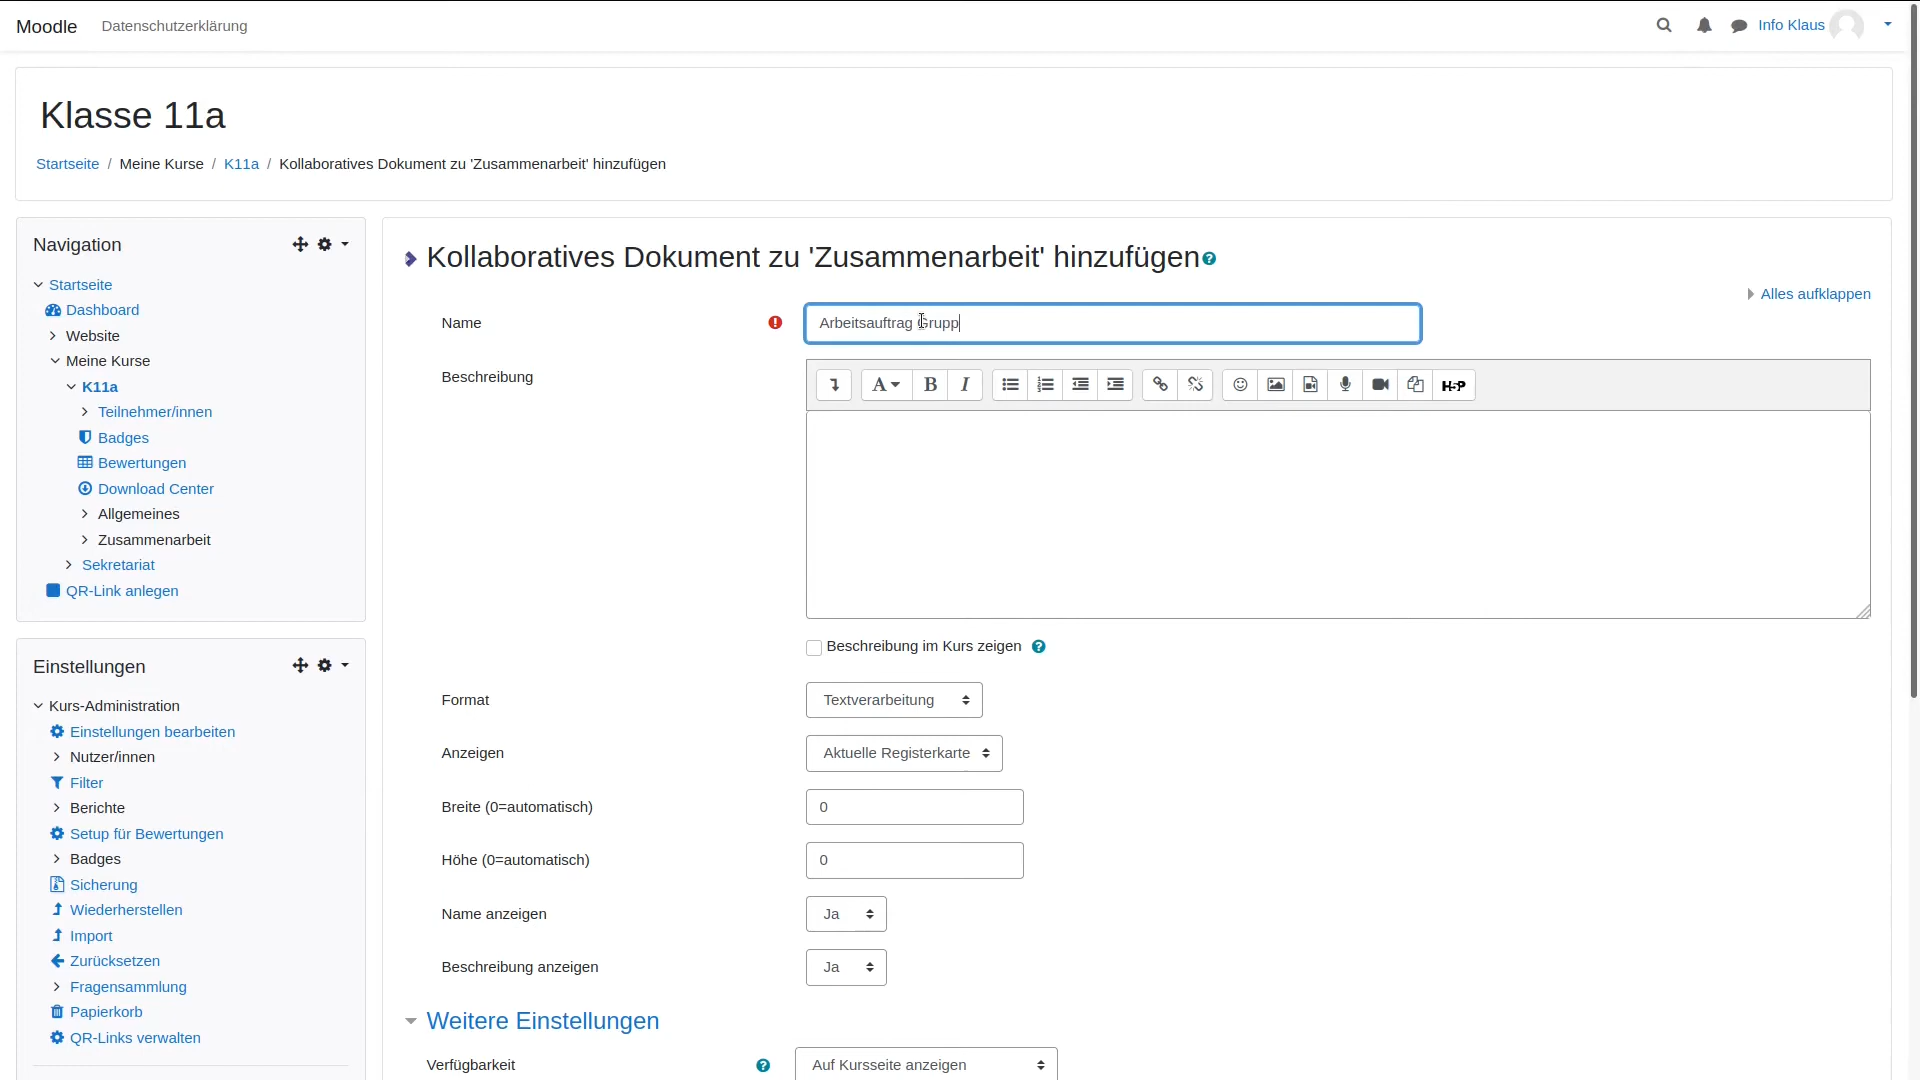 Moodle Datenschutzerklärung Info Klaus
Klasse 11a
Startseite / Meine Kurse / K11a / Kollaboratives Dokument zu 'Zusammenarbeit' hinzufügen
Navigation
Startseite
Dashboard
Website
Meine Kurse
K11a
Teilnehmer/innen
Badges
Bewertungen
Download Center
Allgemeines
Zusammenarbeit
Sekretariat
QR-Link anlegen
Einstellungen
Kurs-Administration
Einstellungen bearbeiten
Nutzer/innen
Filter
Berichte
Setup für Bewertungen
Badges
Sicherung
Wiederherstellen
Import
Zurücksetzen
Fragensammlung
Papierkorb
QR-Links verwalten
Kollaboratives Dokument zu 'Zusammenarbeit' hinzufügen
Alles aufklappen
Name Arbeitsauftrag Grupp
Beschreibung
A B I H5P
Beschreibung im Kurs zeigen
Format Textverarbeitung
Anzeigen Aktuelle Registerkarte
Breite (0=automatisch) 0
Höhe (0=automatisch) 0
Name anzeigen Ja
Beschreibung anzeigen Ja
Weitere Einstellungen
Verfügbarkeit Auf Kursseite anzeigen